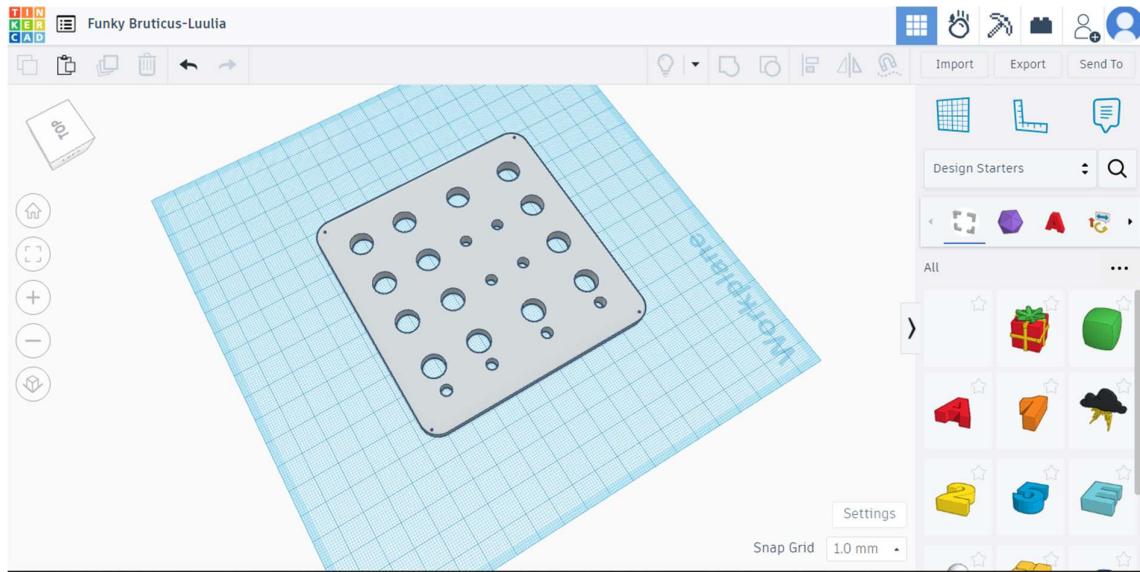 TIN
KER
CAD
Funky Bruticus-Luulia
Import
Export
Send To
TOP
Design Starters
Workplane
All
Settings
Snap Grid
1.0 mm